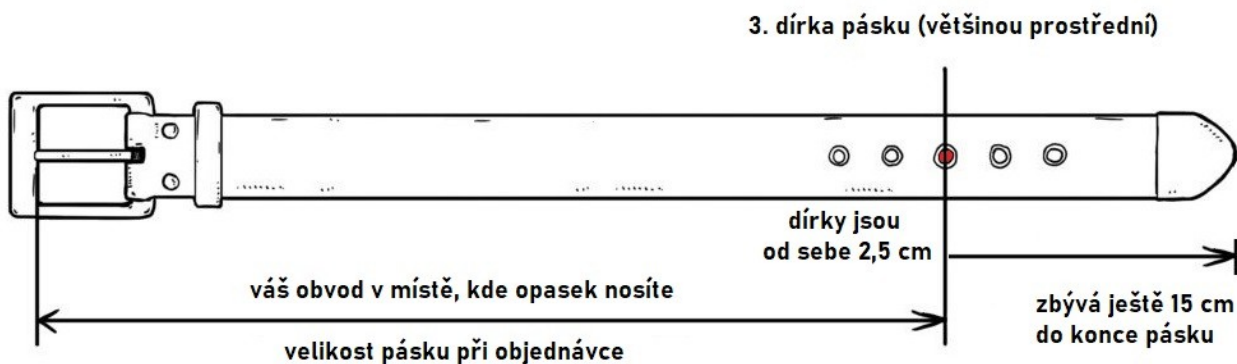 3. dírka pásku (většinou prostřední)
dírky jsou
od sebe 2,5 cm
váš obvod v místě, kde opasek nosíte
velikost pásku při objednávce
zbývá ještě 15 cm
do konce pásku